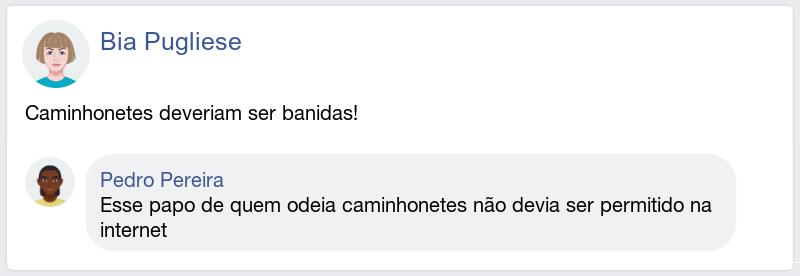 Bia Pugliese
Caminhonetes deveriam ser banidas!
Pedro Pereira
Esse papo de quem odeia caminhonetes não devia ser permitido na
internet